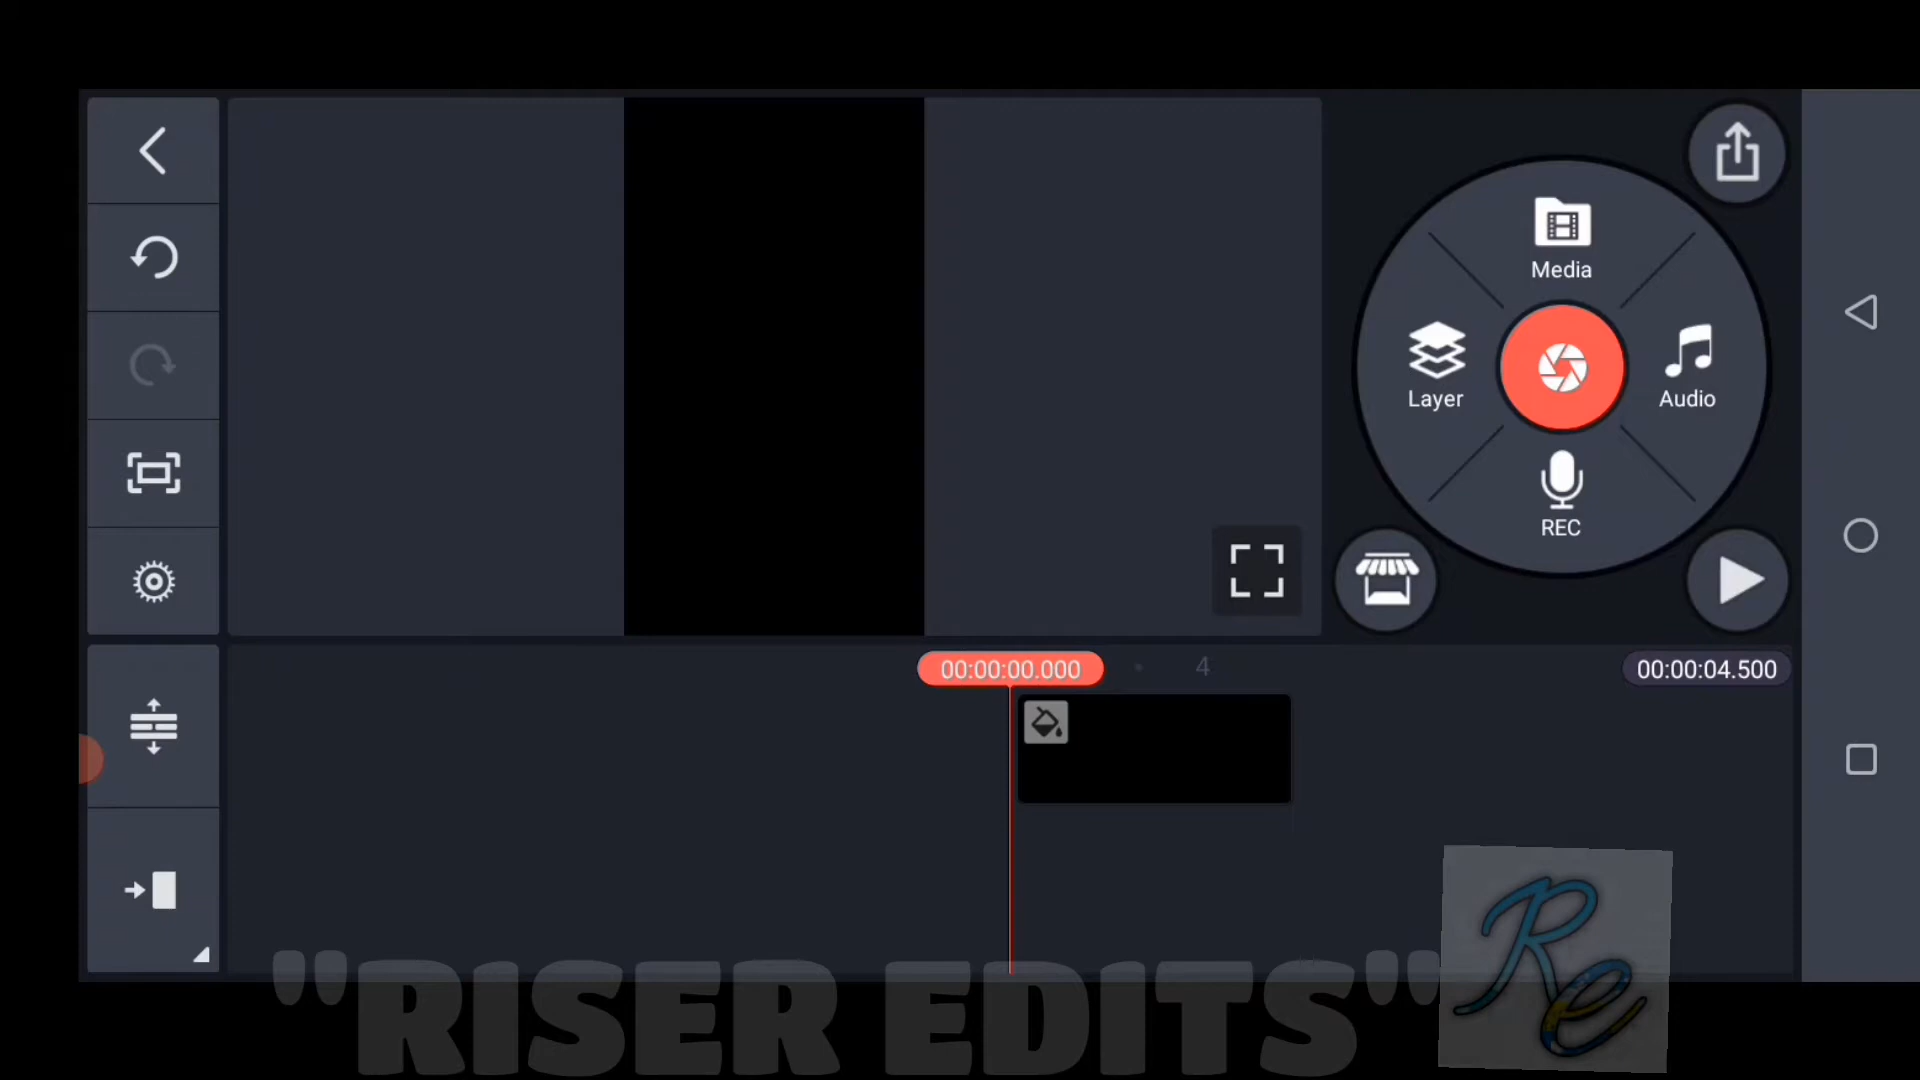 Media
Layer
Audio
REC
00:00:00.000
4
00:00:04.500
"RISER EDITS"
Re